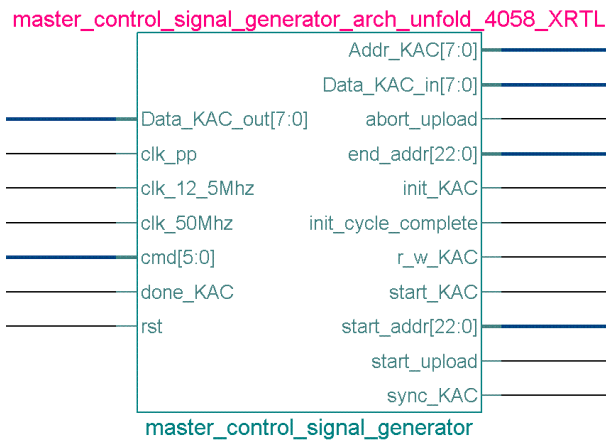 master_control_signal_generator_arch_unfold_4058_XRTL
Addr_KAC[7:0]
Data_KAC_in[7:0]
Data_KAC_out[7:0]
abort_upload
clk_pp
end_addr[22:0]
clk_12_5Mhz
init_KAC
clk_50Mhz
init_cycle_complete
cmd[5:0]
r_w_KAC
done_KAC
start_KAC
rst
start_addr[22:0]
start_upload
sync_KAC
master_control_signal_generator